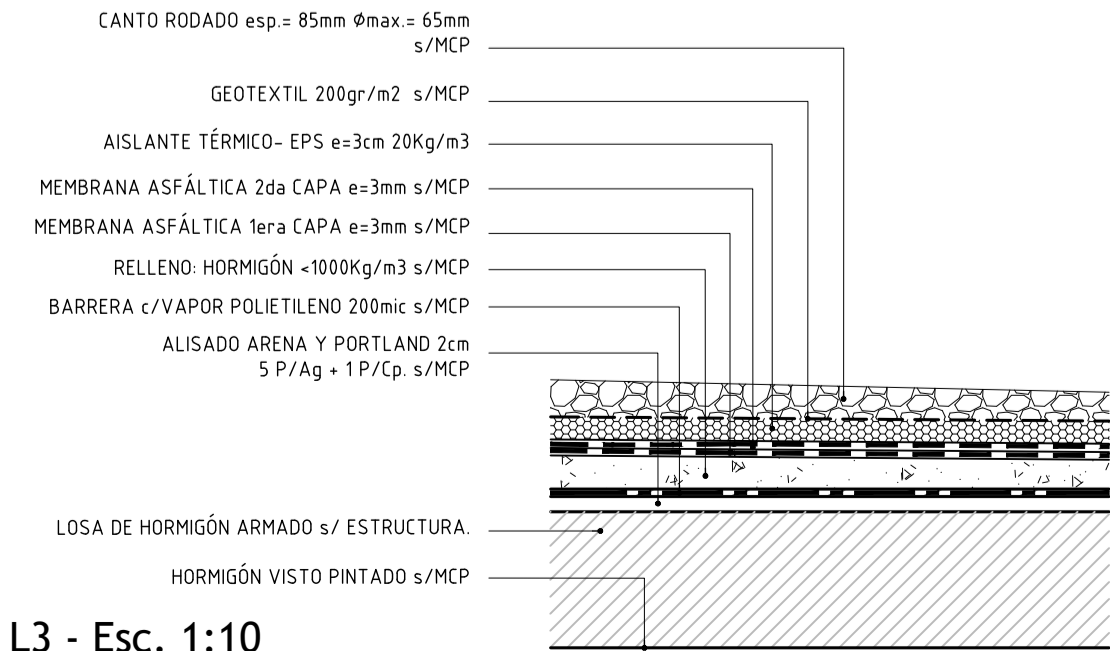 CANTO RODADO esp.= 85mm Ømax.= 65mm
s/MCP
GEOTEXTIL 200gr/m2 s/MCP
AISLANTE TÉRMICO- EPS e=3cm 20Kg/m3
MEMBRANA ASFÁLTICA 2da CAPA e=3mm s/MCP
MEMBRANA ASFÁLTICA 1era CAPA e=3mm s/MCP
RELLENO: HORMIGÓN <1000Kg/m3 s/MCP
BARRERA c/VAPOR POLIETILENO 200mic s/MCP
ALISADO ARENA Y PORTLAND 2cm
5 P/Ag + 1 P/Cp. s/MCP
LOSA DE HORMIGÓN ARMADO s/ ESTRUCTURA.
HORMIGÓN VISTO PINTADO s/MCP
L3 - Esc. 1:10